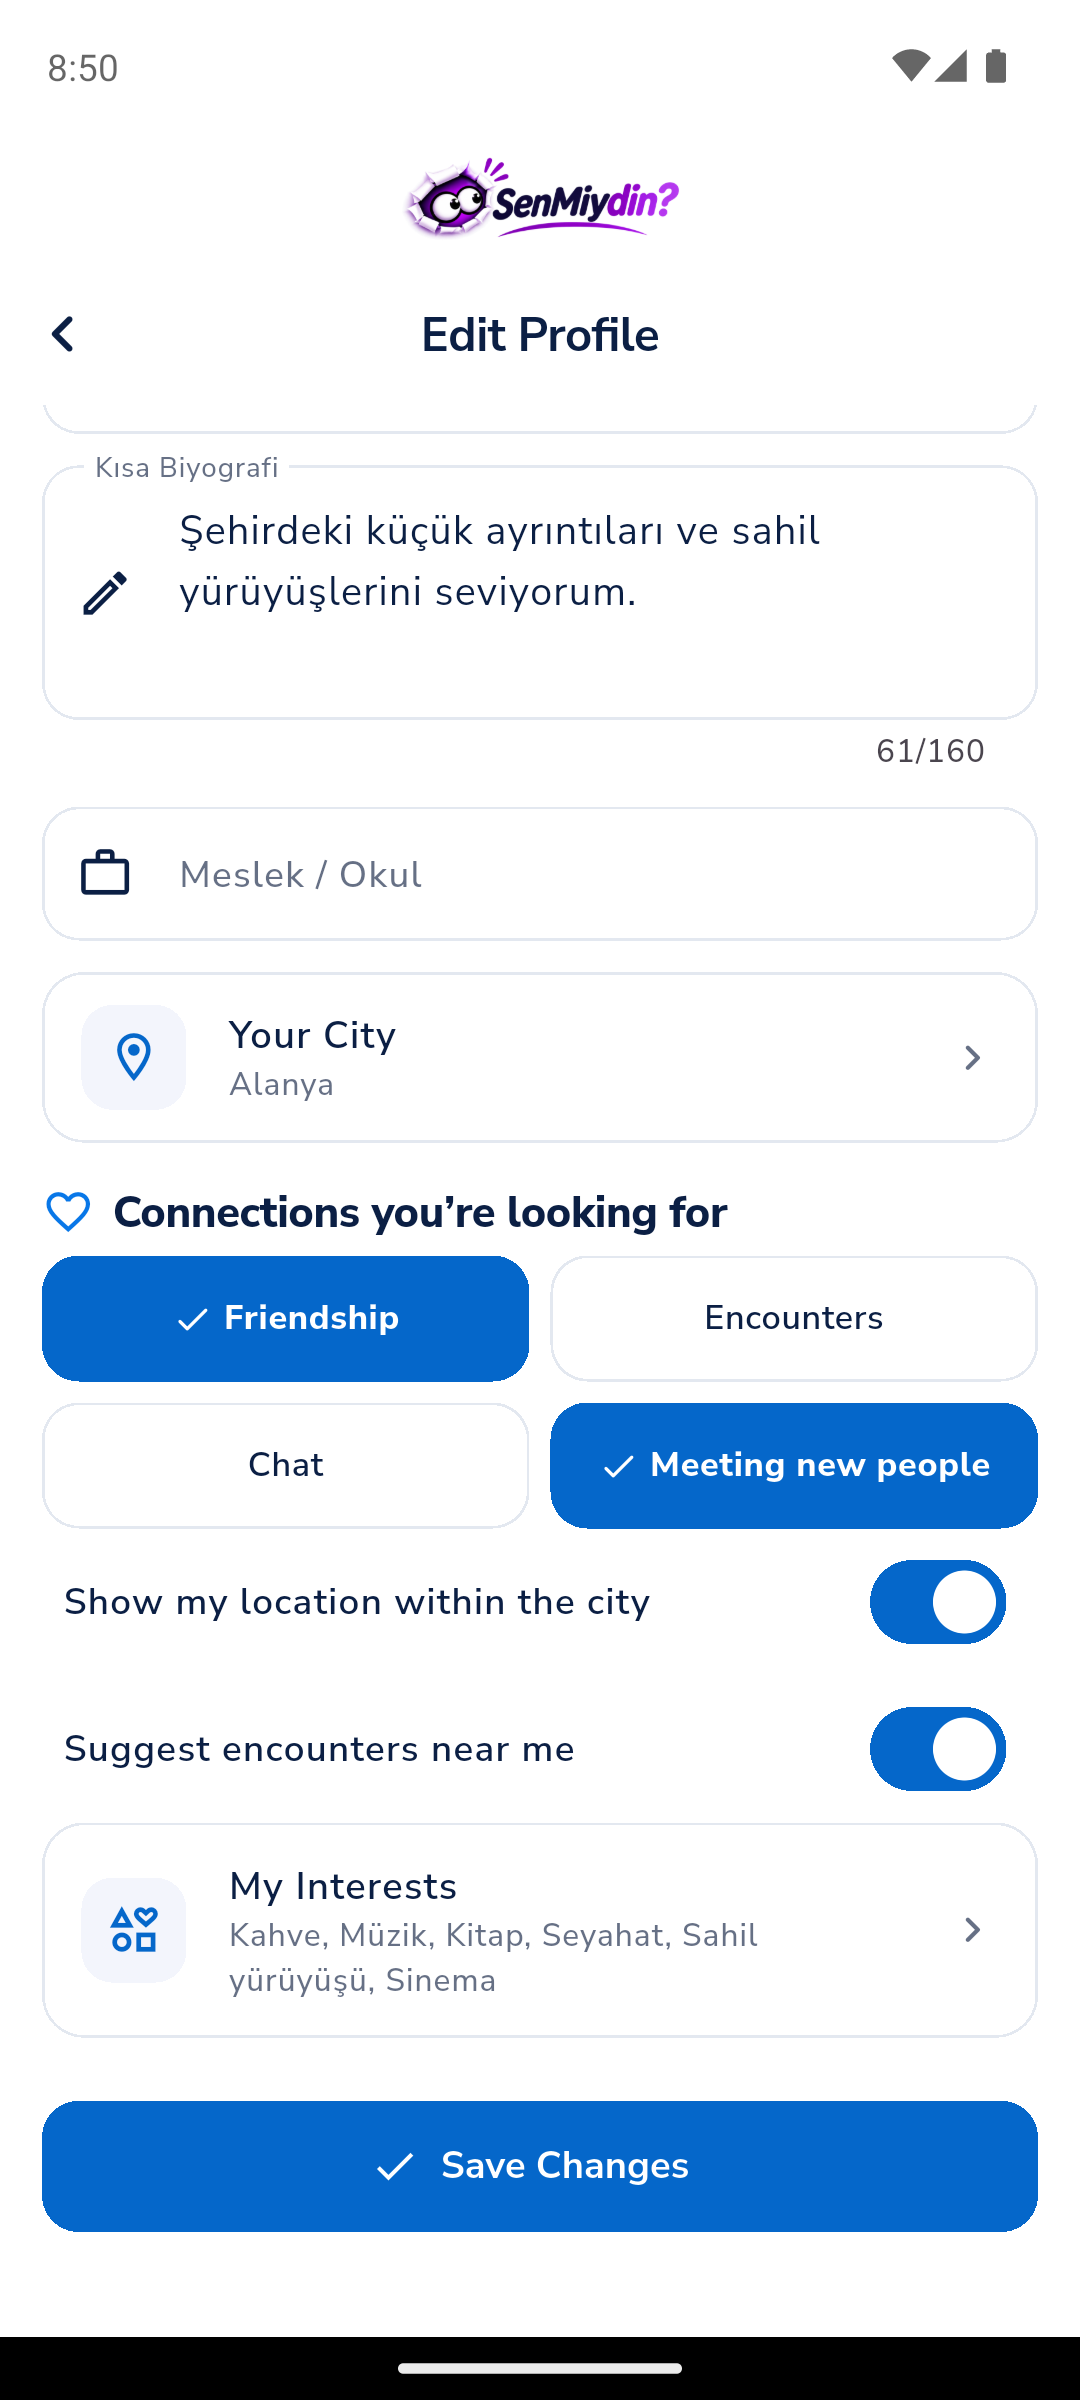 8:50
SenMiydin?
Edit Profile
Kısa Biyografi
Şehirdeki küçük ayrıntıları ve sahil
yürüyüşlerini seviyorum.
61/160
Meslek / Okul
Your City
Alanya
Connections you’re looking for
Friendship
Encounters
Chat
Meeting new people
Show my location within the city
Suggest encounters near me
My Interests
Kahve, Müzik, Kitap, Seyahat, Sahil
yürüyüşü, Sinema
Save Changes